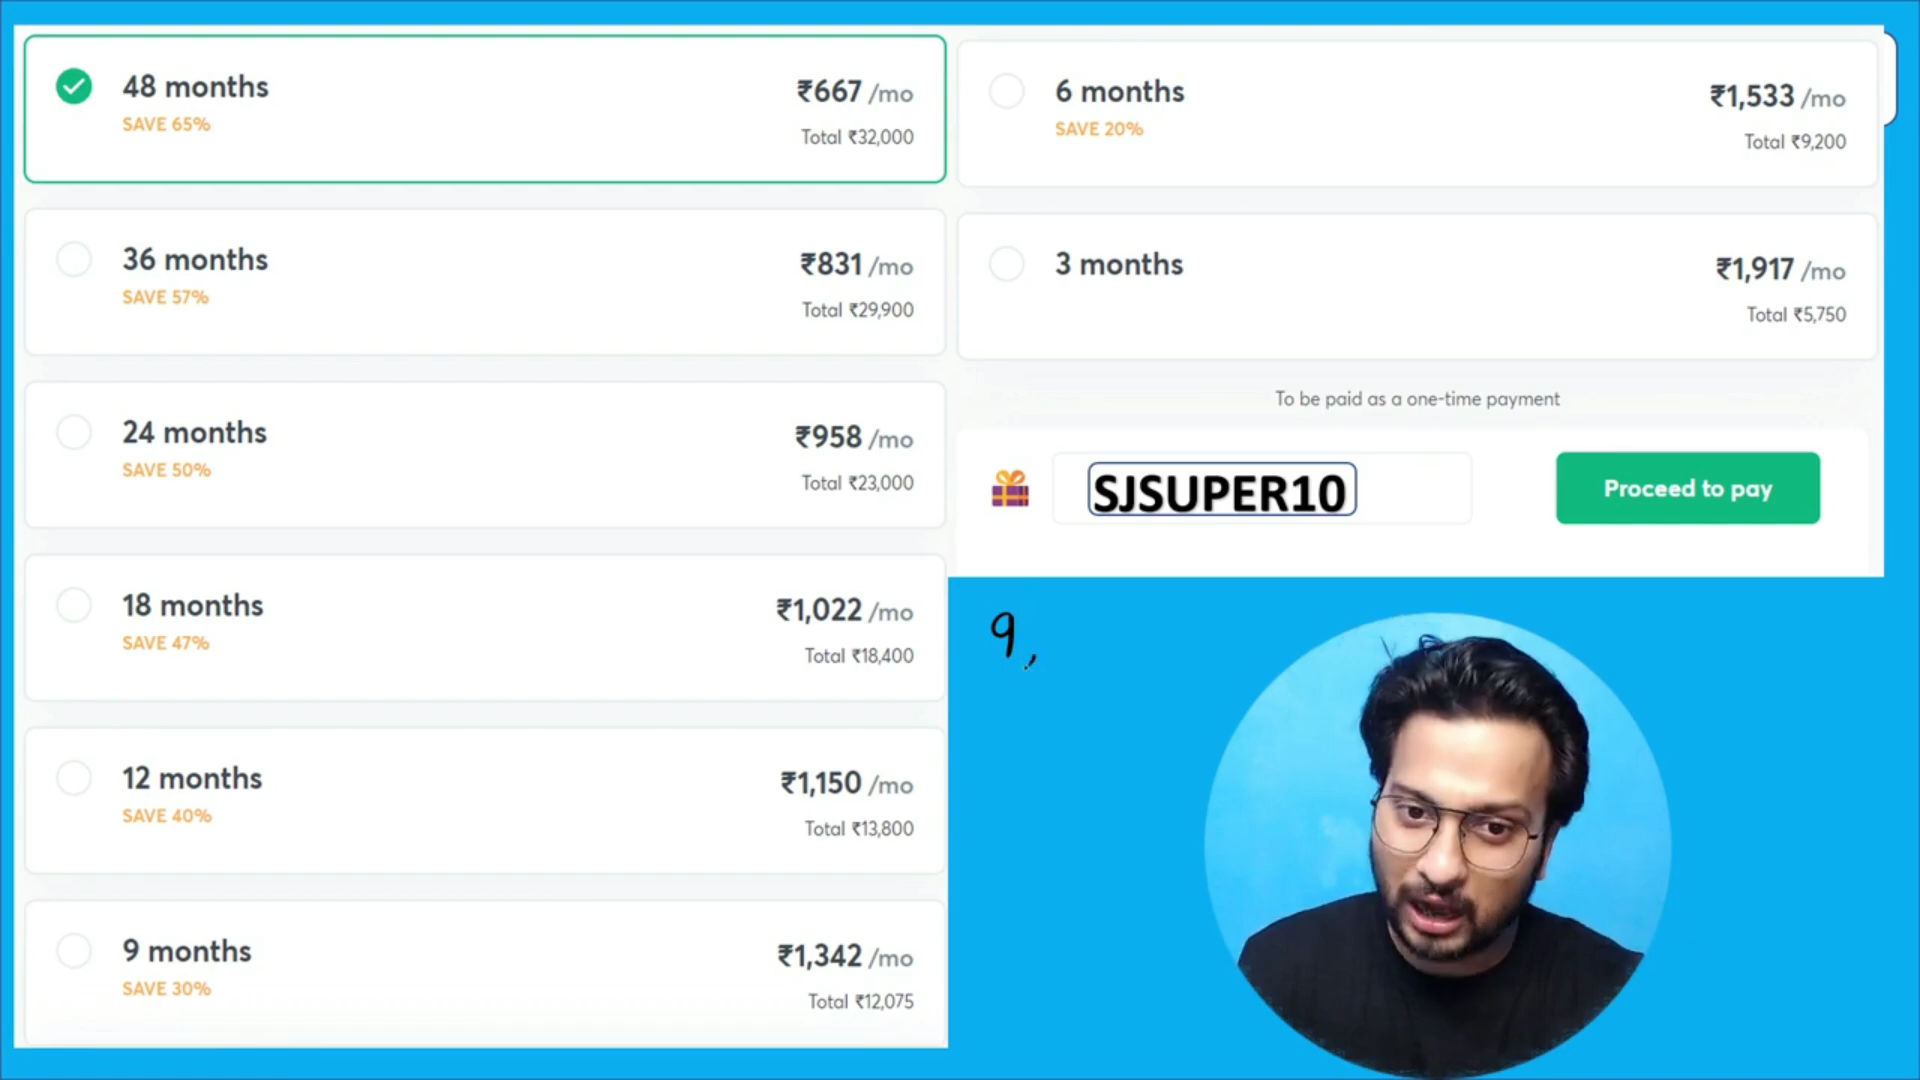 48 months
SAVE 65%
₹667 /mo
Total ₹32,000
36 months
SAVE 57%
₹831 /mo
Total ₹29,900
24 months
SAVE 50%
₹958 /mo
Total ₹23,000
18 months
SAVE 47%
₹1,022 /mo
Total ₹18,400
12 months
SAVE 40%
₹1,150 /mo
Total ₹13,800
9 months
SAVE 30%
₹1,342 /mo
Total ₹12,075
6 months
SAVE 20%
₹1,533 /mo
Total ₹9,200
3 months
₹1,917 /mo
Total ₹5,750
To be paid as a one-time payment
SJSUPER10
Proceed to pay
9,